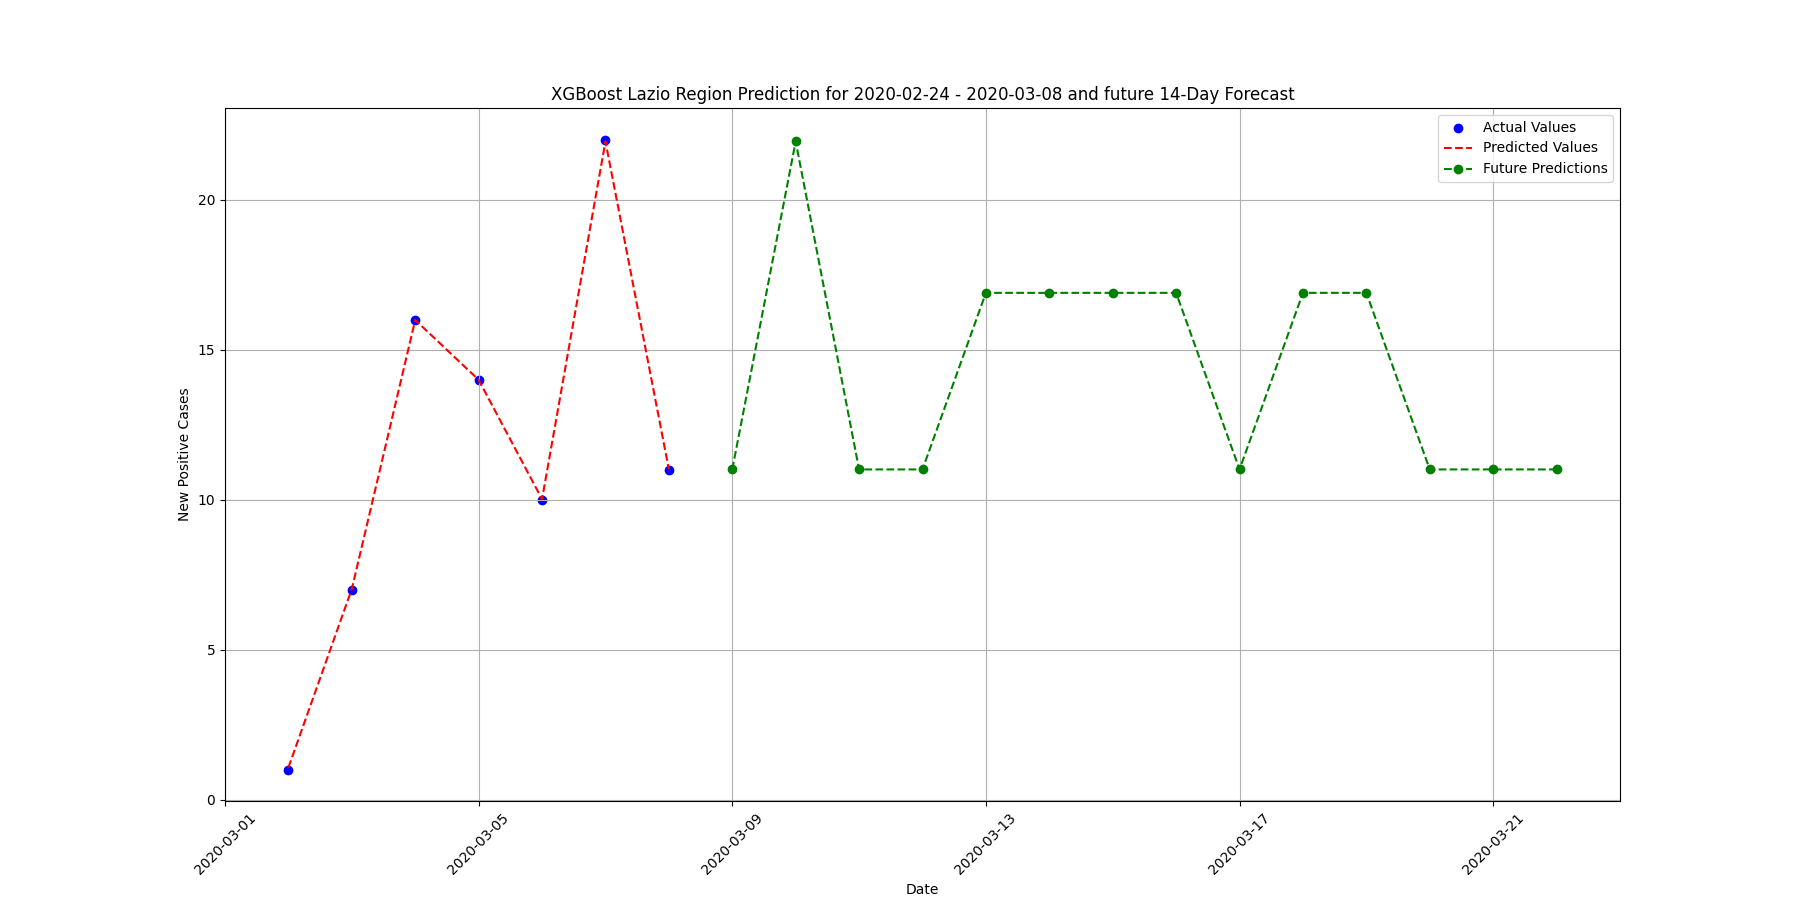 XGBoost Lazio Region Prediction for 2020-02-24 - 2020-03-08 and future 14-Day Forecast
Actual Values
Predicted Values
Future Predictions
New Positive Cases
20
15
10
5
0
2020-03-01
2020-03-05
2020-03-09
2020-03-13
2020-03-17
2020-03-21
Date